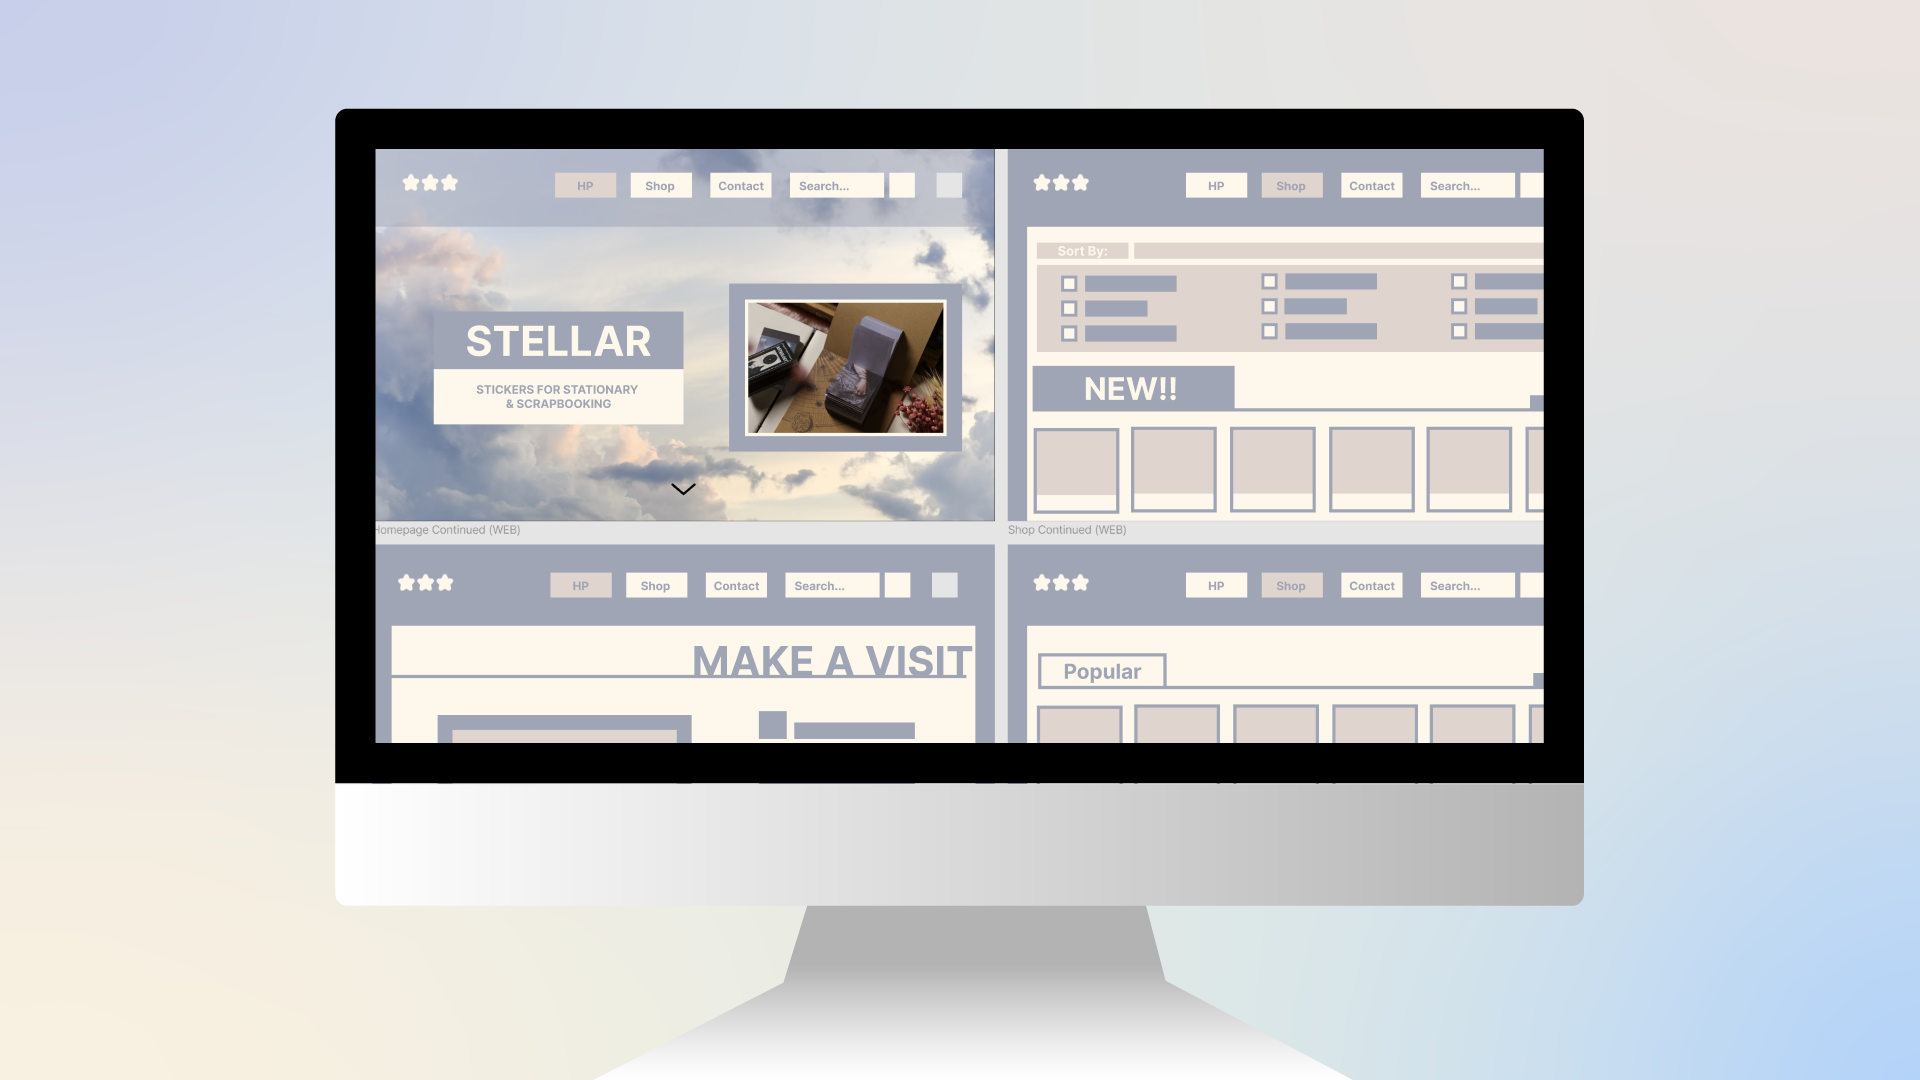 HP
Shop
Contact
Search...
STELLAR
STICKERS FOR STATIONARY
& SCRAPBOOKING
HP
Shop
Contact
Search...
Sort By:
NEW!!
Homepage Continued (WEB)
Shop Continued (WEB)
HP
Shop
Contact
Search...
MAKE A VISIT
HP
Shop
Contact
Search...
Popular